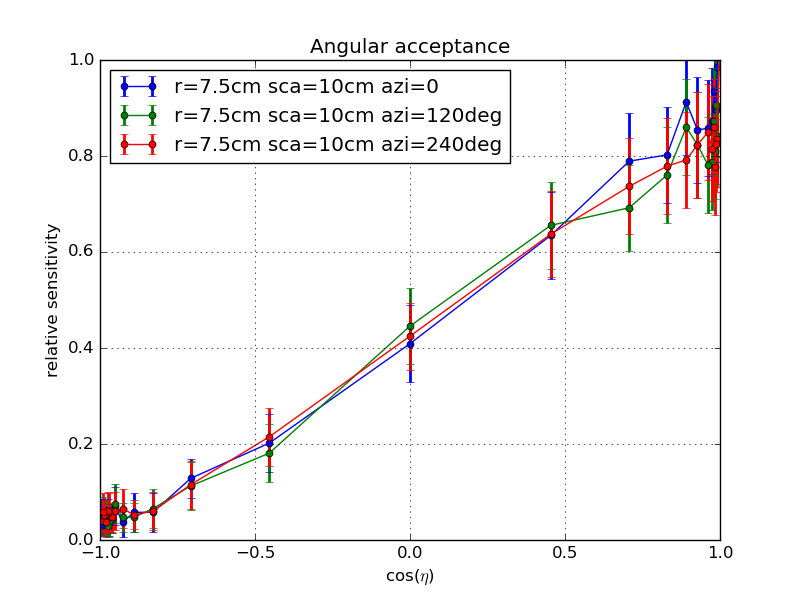 Angular acceptance
1.0
r=7.5cm sca=10cm azi=0
r=7.5cm sca=10cm azi=120deg
r=7.5cm sca=10cm azi=240deg
0.8
0.6
relative sensitivity
0.4
0.2
0.0
−1.0 −0.5 0.0 0.5 1.0
cos(η)